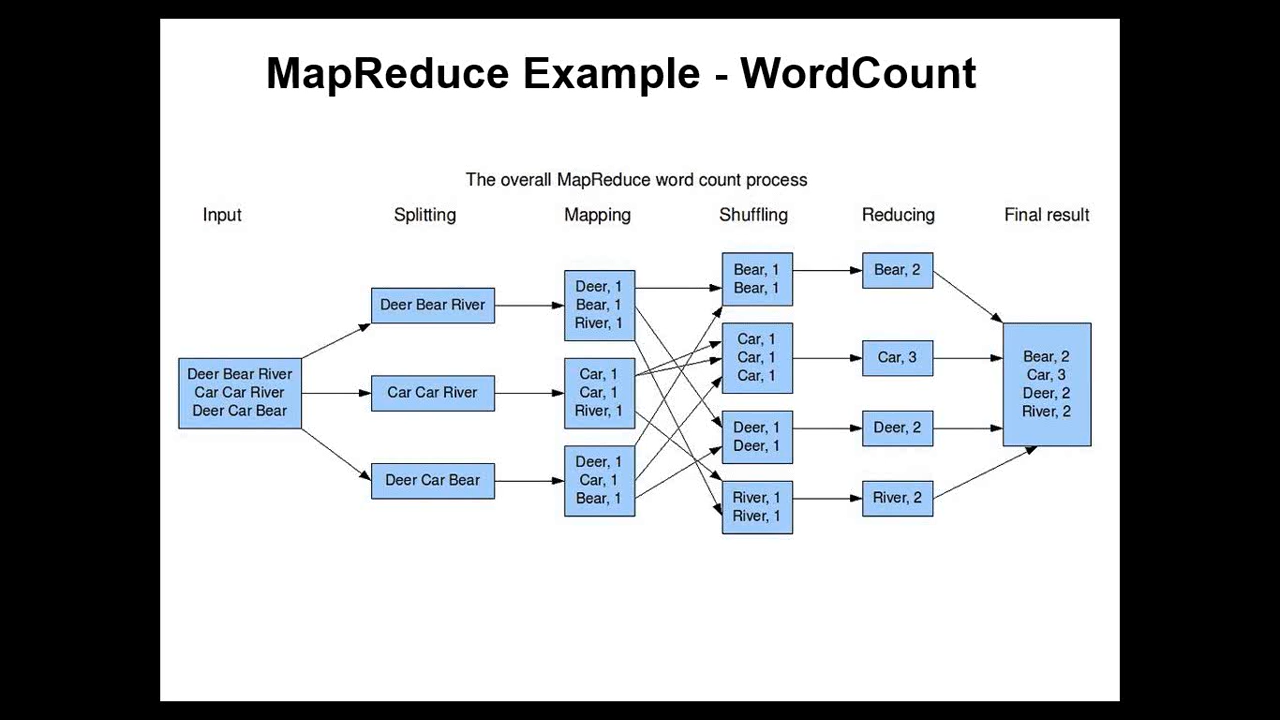 MapReduce Example - WordCount
The overall MapReduce word count process
Input
Splitting
Mapping
Shuffling
Reducing
Final result
Deer Bear River
Car Car River
Deer Car Bear
Deer Bear River
Car Car River
Deer Car Bear
Deer, 1
Bear, 1
River, 1
Car, 1
Car, 1
River, 1
Deer, 1
Car, 1
Bear, 1
Bear, 1
Bear, 1
Car, 1
Car, 1
Car, 1
Deer, 1
Deer, 1
River, 1
River, 1
Bear, 2
Car, 3
Deer, 2
River, 2
Bear, 2
Car, 3
Deer, 2
River, 2